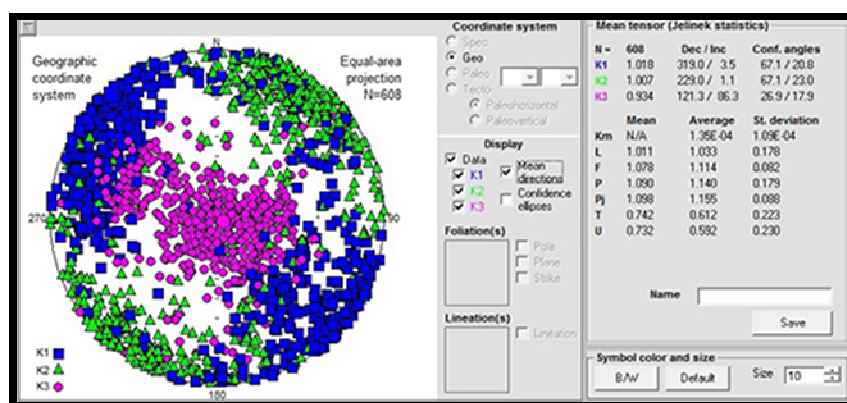 Geographic
coordinate
system
Equal-area
projection
N=608
N
270
90
180
K1
K2
K3
Coordinate system
Spec
Geo
Paleo
Tecto
Paleohorizontal
Paleovertical
Display
Data
K1
K2
K3
Mean
directions
Confidence
ellipses
Foliation(s)
Pole
Plane
Strike
Lineation(s)
Lineation
Mean tensor (Jelinek statistics)
N = 608 Dec / Inc Conf. angles
K1 1.018 319.0 / 3.5 67.1 / 20.8
K2 1.007 229.0 / 1.1 67.1 / 23.0
K3 0.934 121.3 / 86.3 26.9 / 17.9
Mean Average St. deviation
Km N/A 1.35E-04 1.09E-04
L 1.011 1.033 0.178
F 1.078 1.114 0.082
P 1.090 1.140 0.179
Pj 1.098 1.155 0.088
T 0.742 0.612 0.223
U 0.732 0.592 0.230
Name
Save
Symbol color and size
B/W Default Size 10